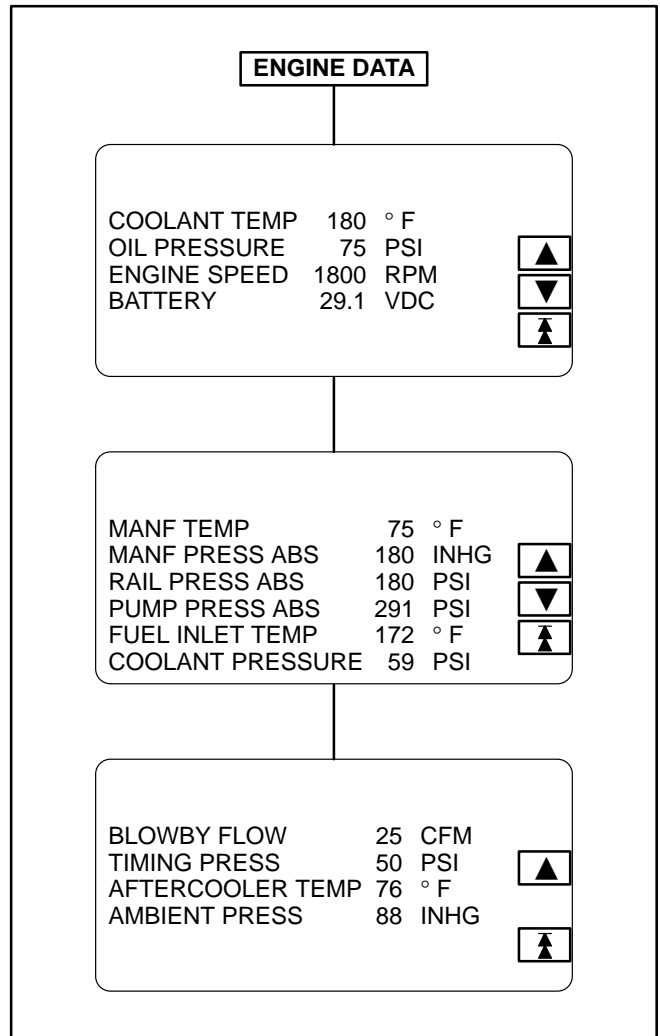 ENGINE DATA
COOLANT TEMP 180 ° F
OIL PRESSURE 75 PSI
ENGINE SPEED 1800 RPM
BATTERY 29.1 VDC
MANF TEMP 75 ° F
MANF PRESS ABS 180 INHG
RAIL PRESS ABS 180 PSI
PUMP PRESS ABS 291 PSI
FUEL INLET TEMP 172 ° F
COOLANT PRESSURE 59 PSI
BLOWBY FLOW 25 CFM
TIMING PRESS 50 PSI
AFTERCOOLER TEMP 76 ° F
AMBIENT PRESS 88 INHG